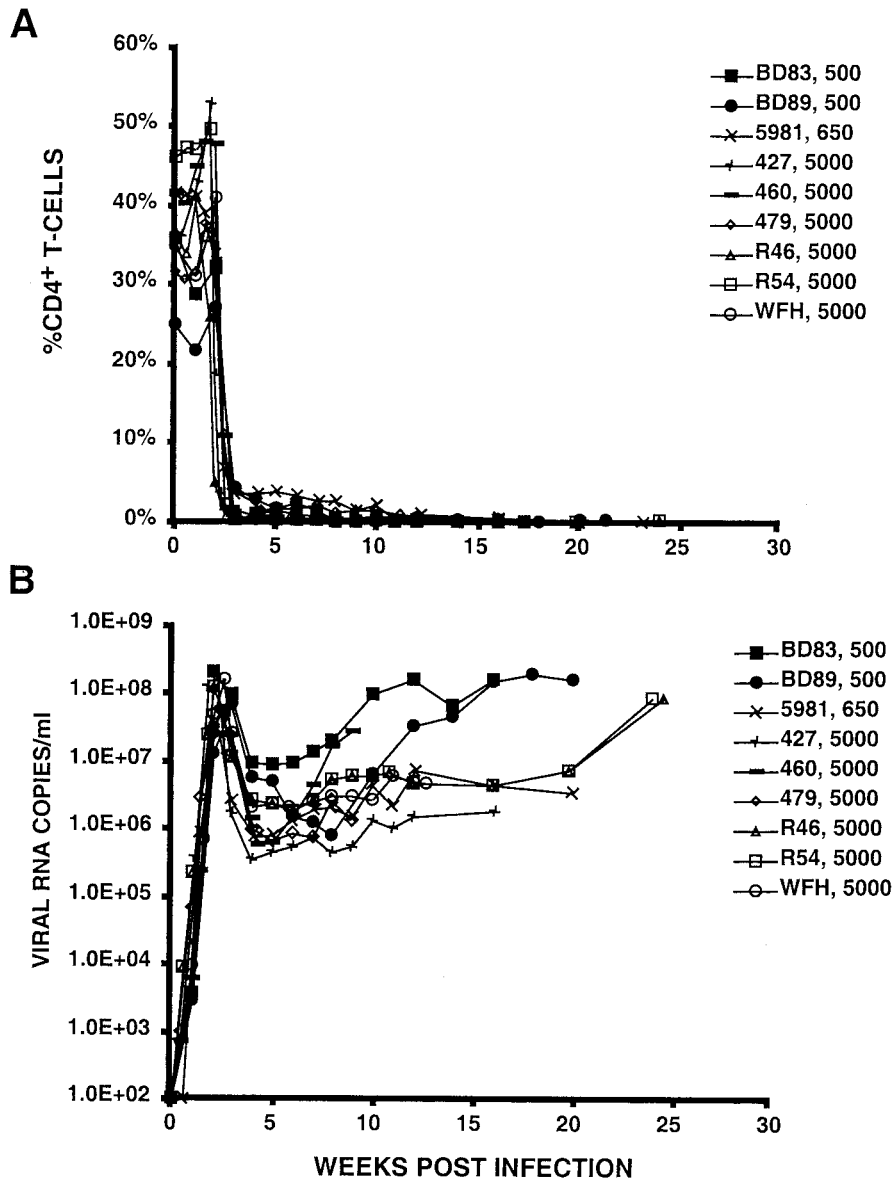 A
60%
50%
40%
30%
20%
10%
0%
%CD4+ T-CELLS
0 5 10 15 20 25 30
BD83, 500
BD89, 500
5981, 650
427, 5000
460, 5000
479, 5000
R46, 5000
R54, 5000
WFH, 5000
B
1.0E+09
1.0E+08
1.0E+07
1.0E+06
1.0E+05
1.0E+04
1.0E+03
1.0E+02
VIRAL RNA COPIES/ml
0 5 10 15 20 25 30
WEEKS POST INFECTION
BD83, 500
BD89, 500
5981, 650
427, 5000
460, 5000
479, 5000
R46, 5000
R54, 5000
WFH, 5000